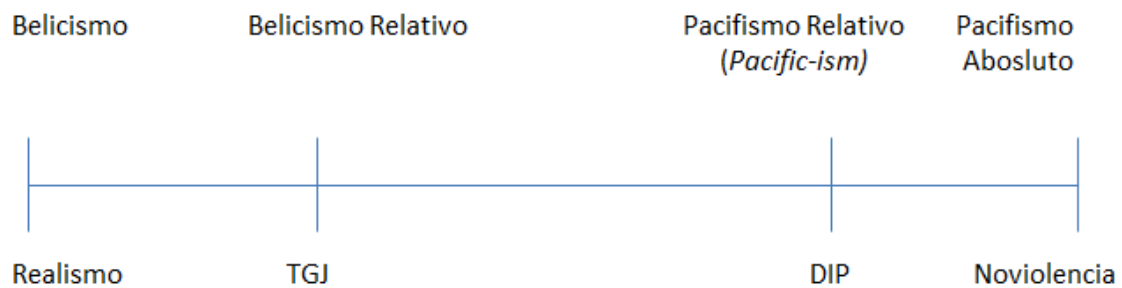 Belicismo Belicismo Relativo Pacifismo Relativo Pacifismo
(Pacific-ism) Abosluto
Realismo TGJ DIP Noviolencia